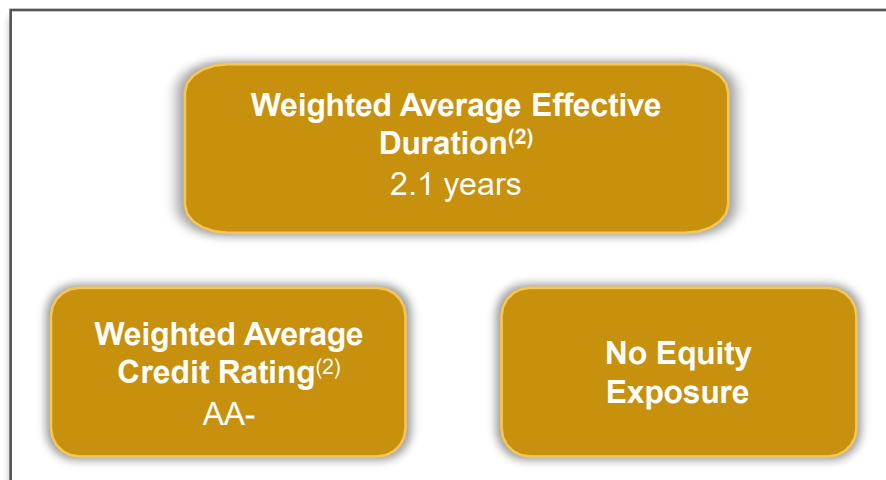 Weighted Average Effective
Duration(2)
2.1 years
Weighted Average
Credit Rating(2)
AA-
No Equity
Exposure